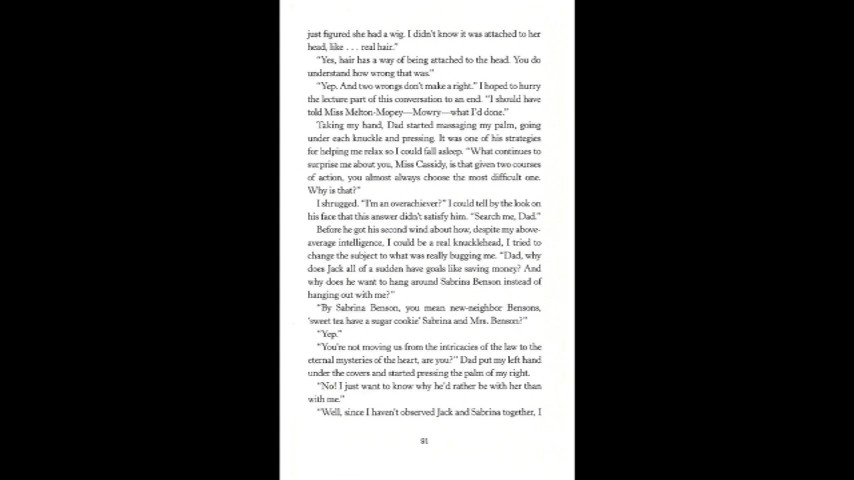 just figured she had a wig. I didn't know it was attached to her
head, like . . . real hair."
"Yes, hair has a way of being attached to the head. You do
understand how wrong that was."
"Yep. And two wrongs don't make a right." I hoped to hurry
the lecture part of this conversation to an end. "I should have
told Miss Melton-Mopey—Mowry—what I'd done."
Taking my hand, Dad started massaging my palm, going
under each knuckle and pressing. It was one of his strategies
for helping me relax so I could fall asleep. "What continues to
surprise me about you, Miss Cassidy, is that given two courses
of action, you almost always choose the most difficult one.
Why is that?"
I shrugged. "I'm an overachiever?" I could tell by the look on
his face that this answer didn't satisfy him. "Search me, Dad."
Before he got his second wind about how, despite my above-
average intelligence, I could be a real knucklehead, I tried to
change the subject to what was really bugging me. "Dad, why
does Jack all of a sudden have goals like saving money? And
why does he want to hang around Sabrina Benson instead of
hanging out with me?"
"By Sabrina Benson, you mean new-neighbor Bensons,
'sweet tea have a sugar cookie' Sabrina and Mrs. Benson?"
"Yep."
"You're not moving us from the intricacies of the law to the
eternal mysteries of the heart, are you?" Dad put my left hand
under the covers and started pressing the palm of my right.
"No! I just want to know why he'd rather be with her than
with me."
"Well, since I haven't observed Jack and Sabrina together, I
91